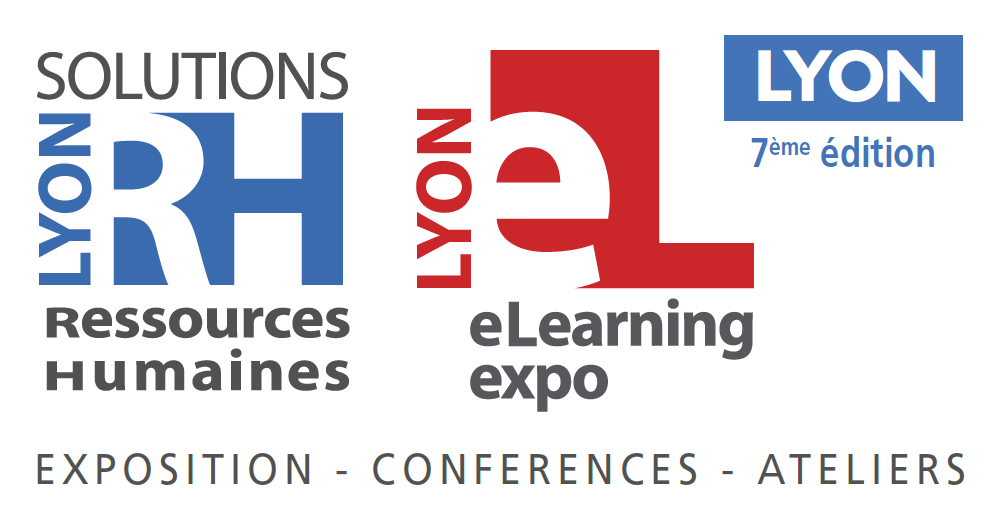 SOLUTIONS
LYON
RH
Ressources
Humaines
LYON
eL
eLearning
expo
LYON
7ème édition
EXPOSITION - CONFERENCES - ATELIERS